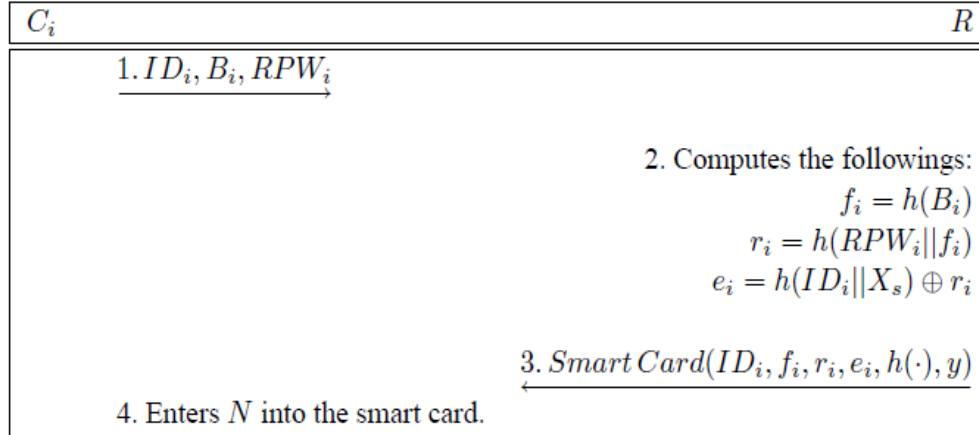 C_i R
1. ID_i, B_i, RPW_i
2. Computes the followings:
f_i = h(B_i)
r_i = h(RPW_i||f_i)
e_i = h(ID_i||X_s) ⊕ r_i
3. Smart Card(ID_i, f_i, r_i, e_i, h(·), y)
4. Enters N into the smart card.